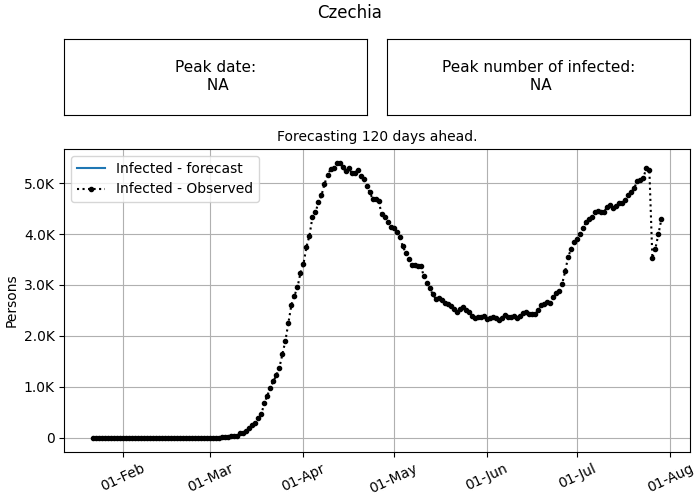 Czechia
Peak date:
NA
Peak number of infected:
NA
Forecasting 120 days ahead.
Infected - forecast
Infected - Observed
Persons
5.0K
4.0K
3.0K
2.0K
1.0K
0
01-Feb
01-Mar
01-Apr
01-May
01-Jun
01-Jul
01-Aug